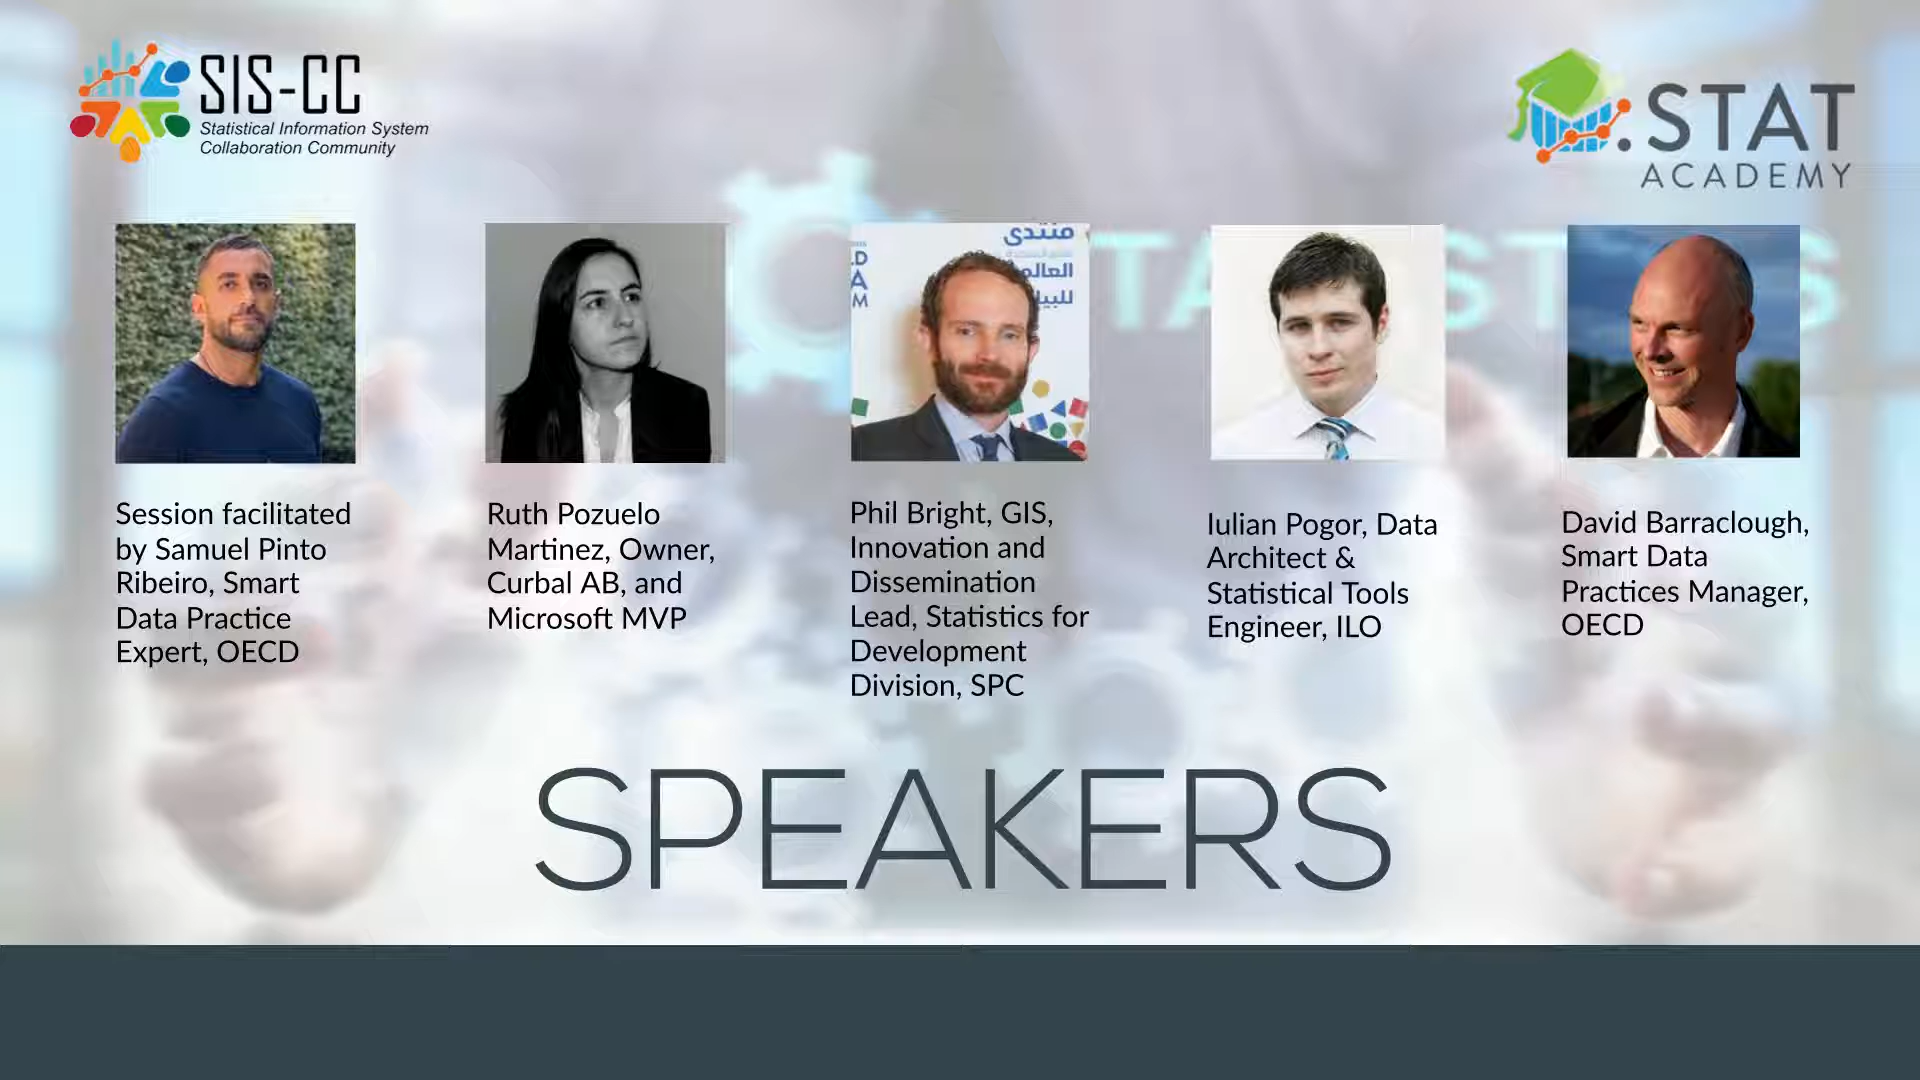 SIS-CC
Statistical Information System
Collaboration Community
.STAT
ACADEMY
منتدى
العالم
LD
A
M
Session facilitated
by Samuel Pinto
Ribeiro, Smart
Data Practice
Expert, OECD
Ruth Pozuelo
Martinez, Owner,
Curbal AB, and
Microsoft MVP
Phil Bright, GIS,
Innovation and
Dissemination
Lead, Statistics for
Development
Division, SPC
Iulian Pogor, Data
Architect &
Statistical Tools
Engineer, ILO
David Barraclough,
Smart Data
Practices Manager,
OECD
SPEAKERS